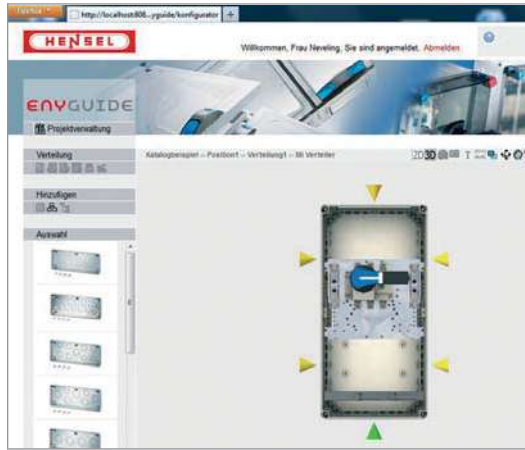 Firefox
http://localhost:808...yguide/konfigurator
HENSEL
Willkommen, Frau Neveling, Sie sind angemeldet. Abmelden
ENYGUIDE
Projektverwaltung
Verteilung
Katalogbeispiel
Position1
Verteilung1
Mi Verteiler
2D 3D
T
Hinzufügen
Auswahl